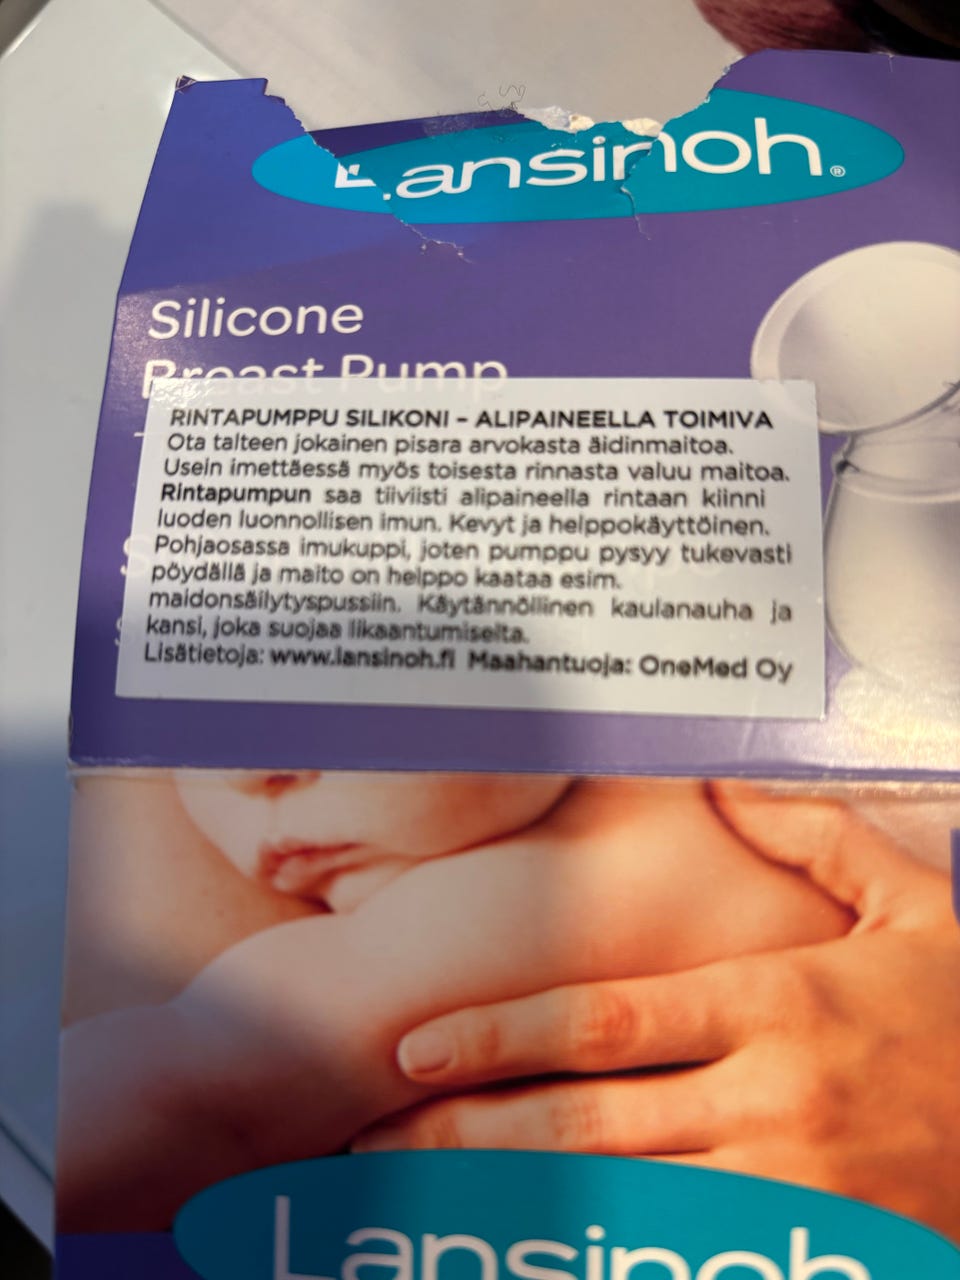 Lansinoh®
Silicone
Breast Pump
RINTAPUMPPU SILIKONI – ALIPAINEELLA TOIMIVA
Ota talteen jokainen pisara arvokasta äidinmaitoa.
Usein imettäessä myös toisesta rinnasta valuu maitoa.
Rintapumpun saa tiiviisti alipaineella rintaan kiinni
luoden luonnollisen imun. Kevyt ja helppokäyttöinen.
Pohjaosassa imukuppi, joten pumppu pysyy tukevasti
pöydällä ja maito on helppo kaataa esim.
maidonsäilytyspussiin. Käytännöllinen kaulanauha ja
kansi, joka suojaa likaantumiselta.
Lisätietoja: www.lansinoh.fi Maahantuoja: OneMed Oy
Lansinoh